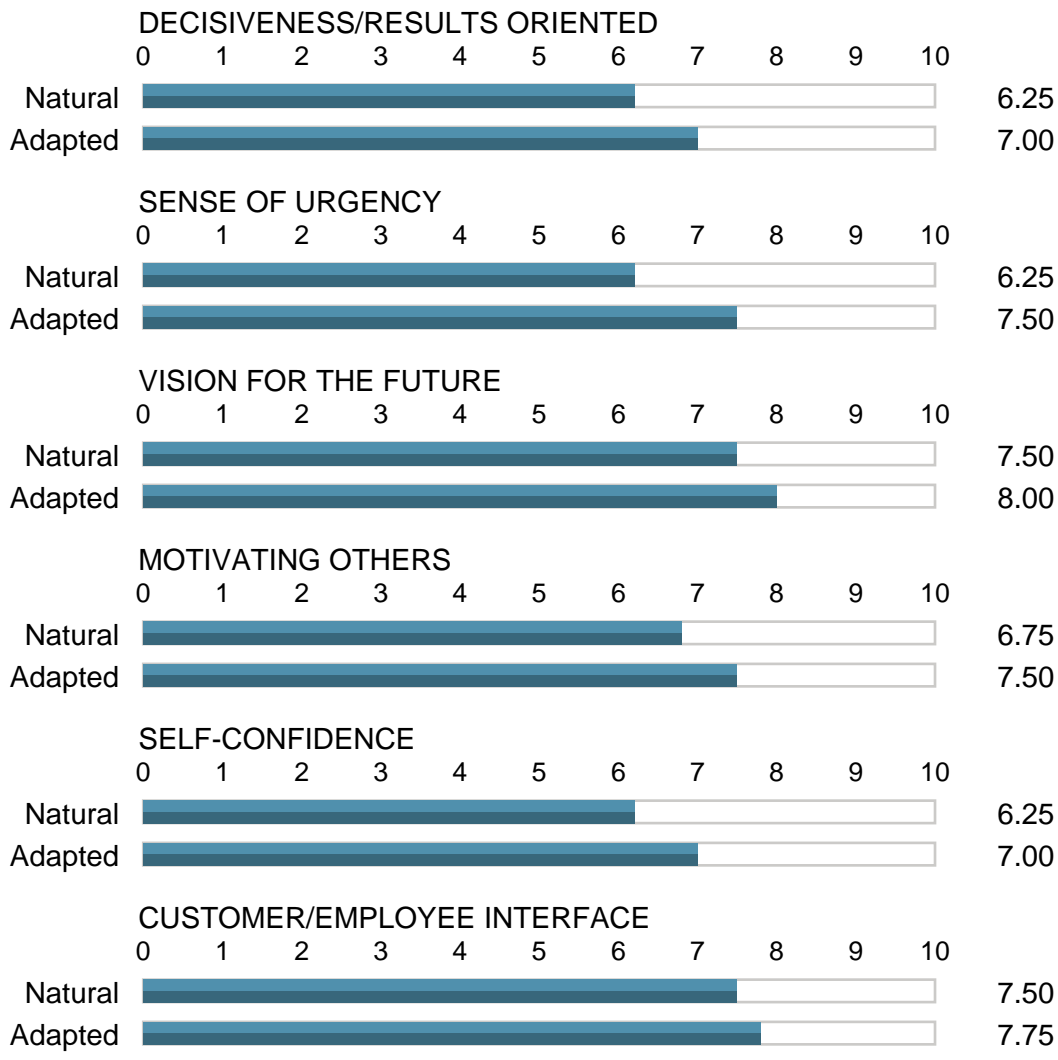 DECISIVENESS/RESULTS ORIENTED
0 1 2 3 4 5 6 7 8 9 10
Natural 6.25
Adapted 7.00
SENSE OF URGENCY
0 1 2 3 4 5 6 7 8 9 10
Natural 6.25
Adapted 7.50
VISION FOR THE FUTURE
0 1 2 3 4 5 6 7 8 9 10
Natural 7.50
Adapted 8.00
MOTIVATING OTHERS
0 1 2 3 4 5 6 7 8 9 10
Natural 6.75
Adapted 7.50
SELF-CONFIDENCE
0 1 2 3 4 5 6 7 8 9 10
Natural 6.25
Adapted 7.00
CUSTOMER/EMPLOYEE INTERFACE
0 1 2 3 4 5 6 7 8 9 10
Natural 7.50
Adapted 7.75